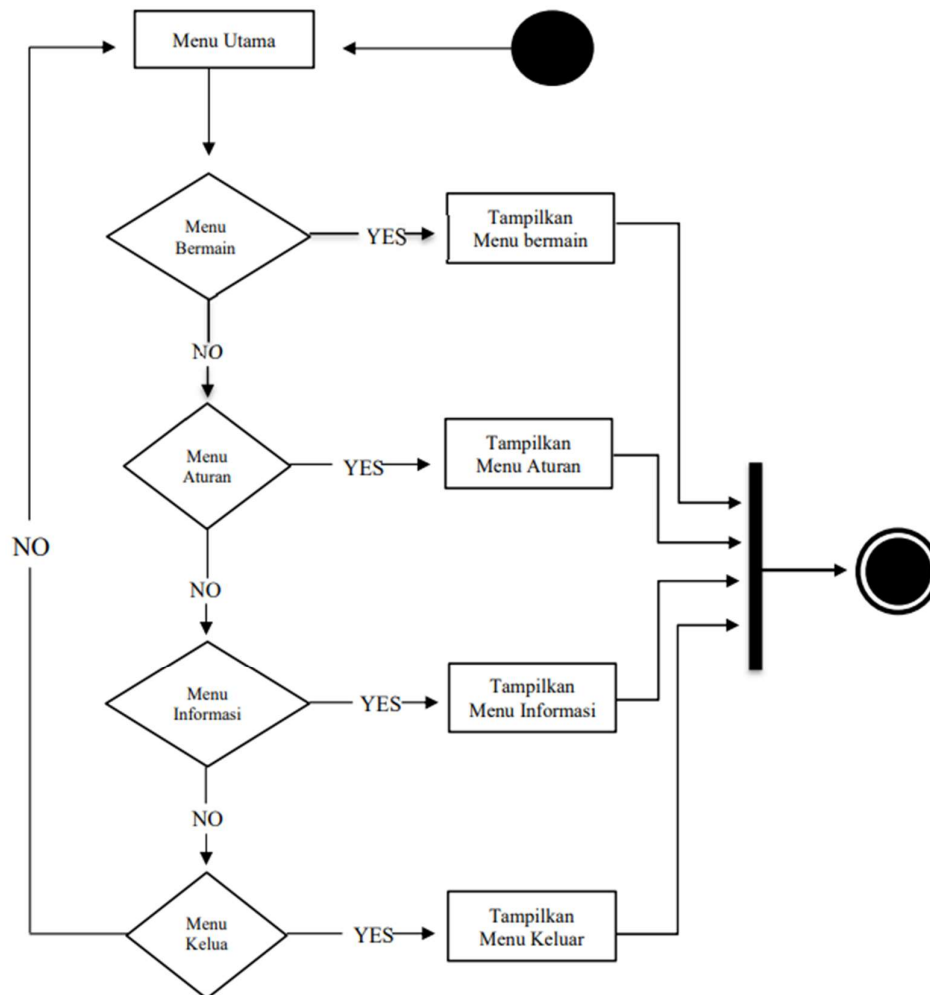 Menu Utama
Menu
Bermain
YES
Tampilkan
Menu bermain
NO
Menu
Aturan
YES
Tampilkan
Menu Aturan
NO
NO
Menu
Informasi
YES
Tampilkan
Menu Informasi
NO
Menu
Kelua
YES
Tampilkan
Menu Keluar